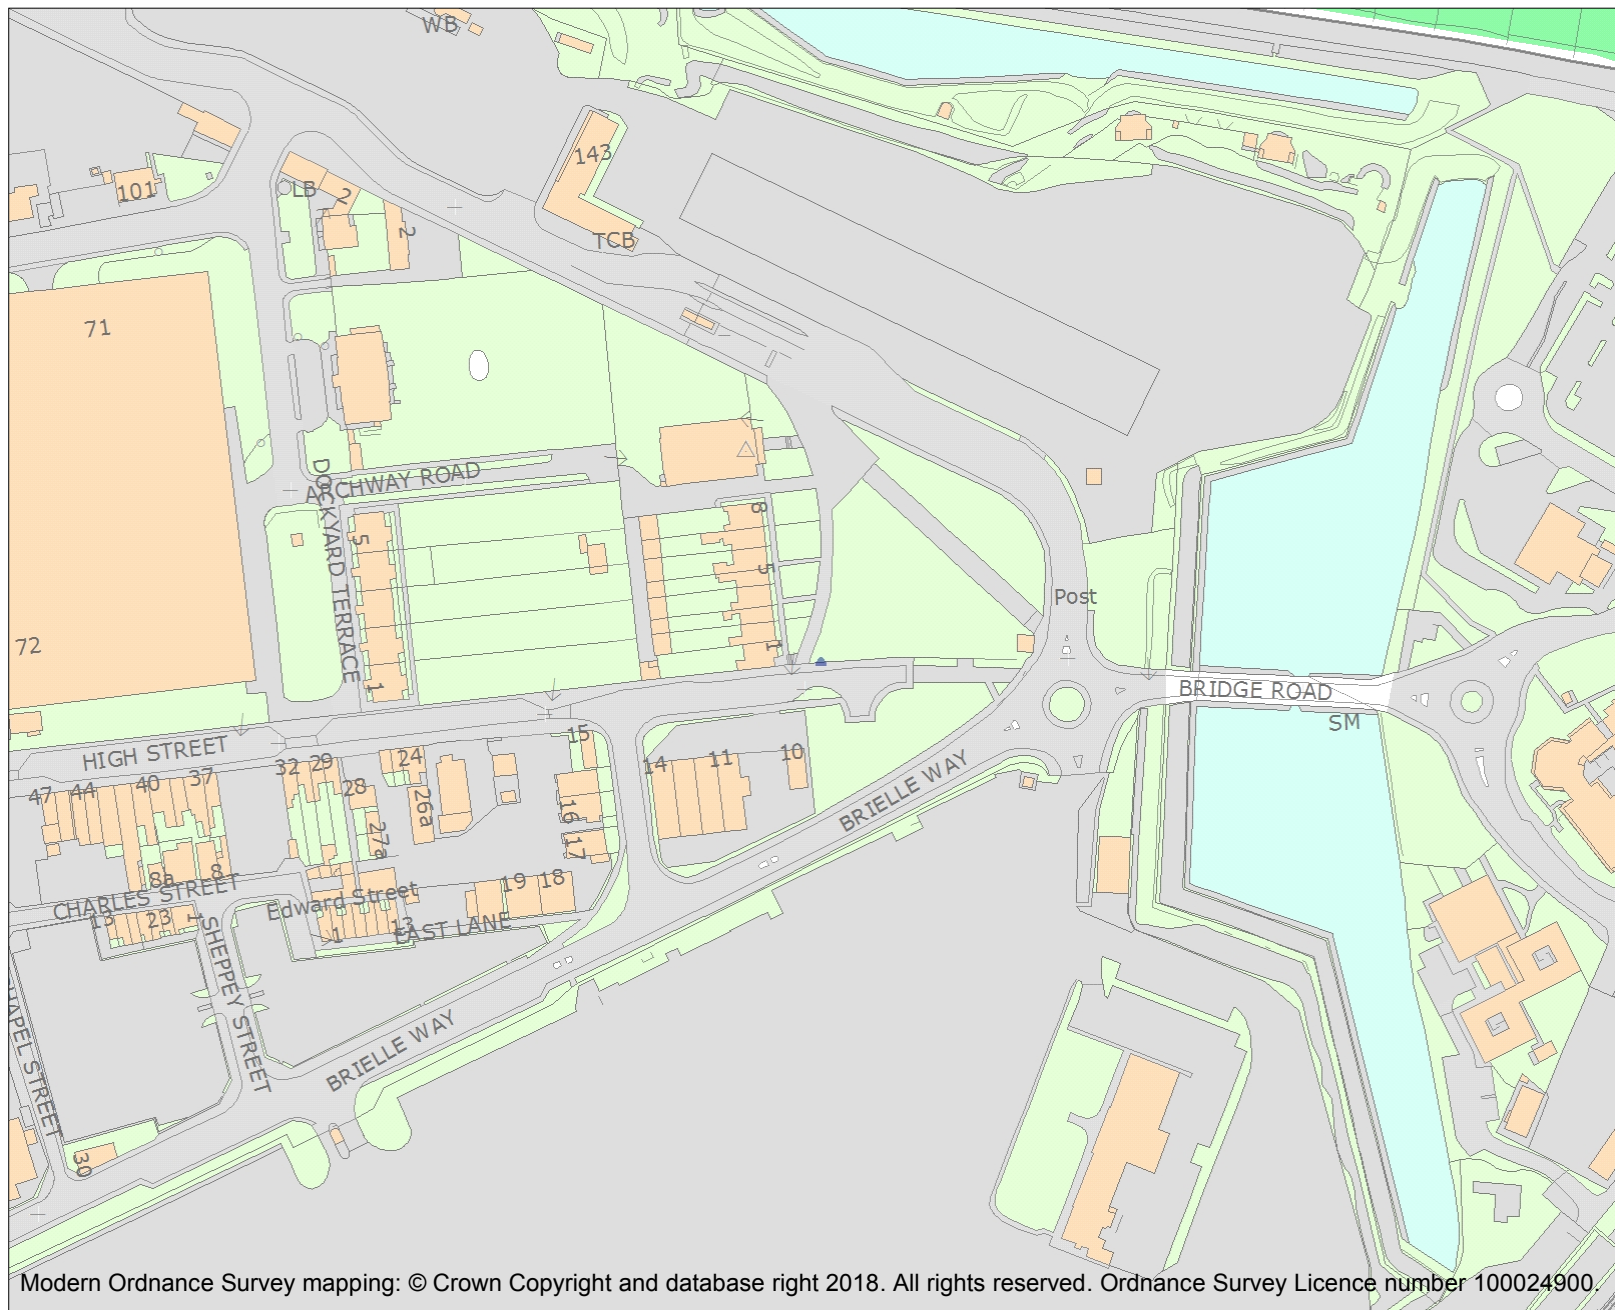 WB
143
101
LB
2
2
TCB
71
ARCHWAY ROAD
DOCKYARD TERRACE
5
8
5
1
1
72
Post
BRIDGE ROAD
SM
HIGH STREET
15
24
32
29
28
26a
27a
47
44
40
37
14
11
10
16
17
BRIELLE WAY
8a
8
CHARLES STREET
19
18
Edward Street
13
23
1
1
13
EAST LANE
SHEPPEY STREET
BRIELLE WAY
CHAPEL STREET
30
Modern Ordnance Survey mapping: © Crown Copyright and database right 2018. All rights reserved. Ordnance Survey Licence number 100024900.